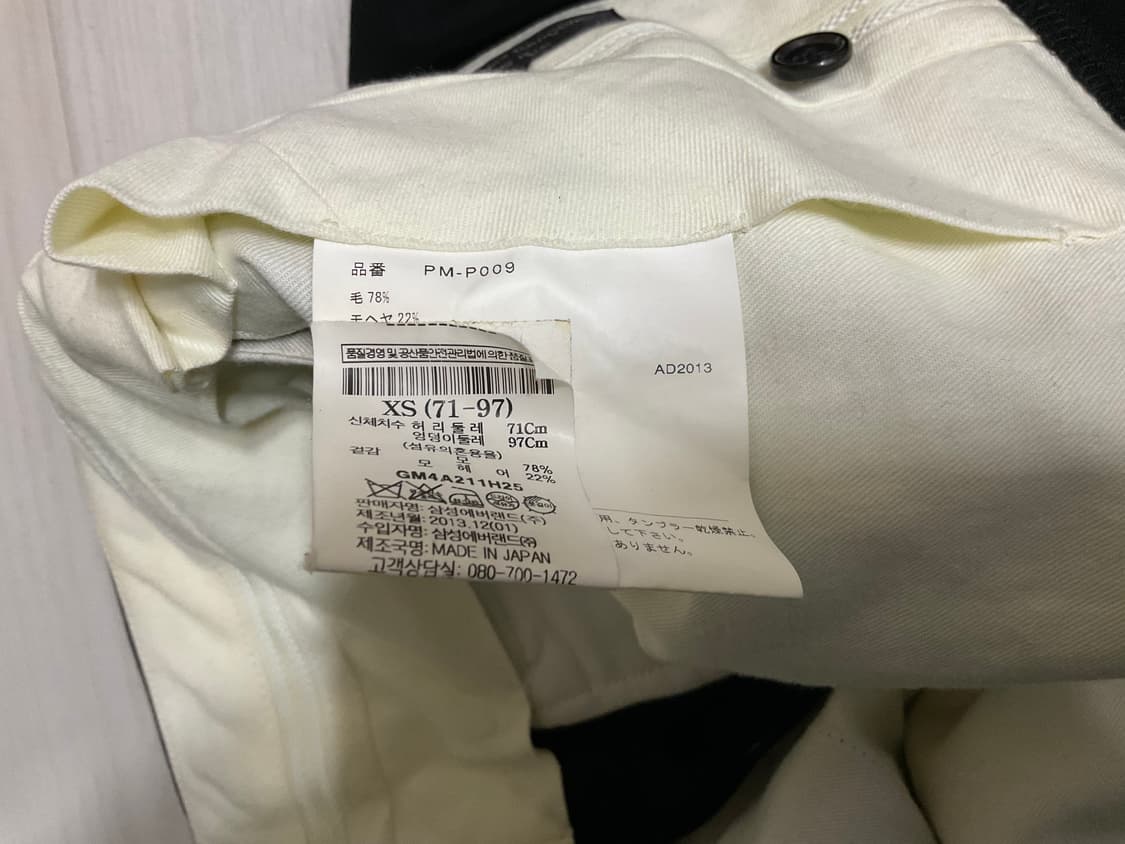 品番 PM-P009
毛 78%
モヘヤ 22%
AD2013
用、タンブラー乾燥禁止。
して下さい。
ありません。
품질경영 및 공산품안전관리법에 의한 품질
XS (71-97)
신체치수 허리둘레 71Cm
엉덩이둘레 97Cm
겉감 (섬유의혼용율)
모 78%
모헤어 22%
GM4A211H25
판매자명: 삼성에버랜드(주)
제조년월: 2013.12(01)
수입자명: 삼성에버랜드㈜
제조국명: MADE IN JAPAN
고객상담실: 080-700-1472